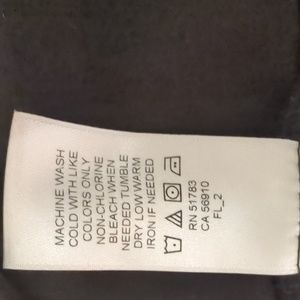 MACHINE WASH
COLD WITH LIKE
COLORS ONLY
NON-CHLORINE
BLEACH WHEN
NEEDED TUMBLE
DRY LOW WARM
IRON IF NEEDED
RN 51783
CA 56910
FL_2